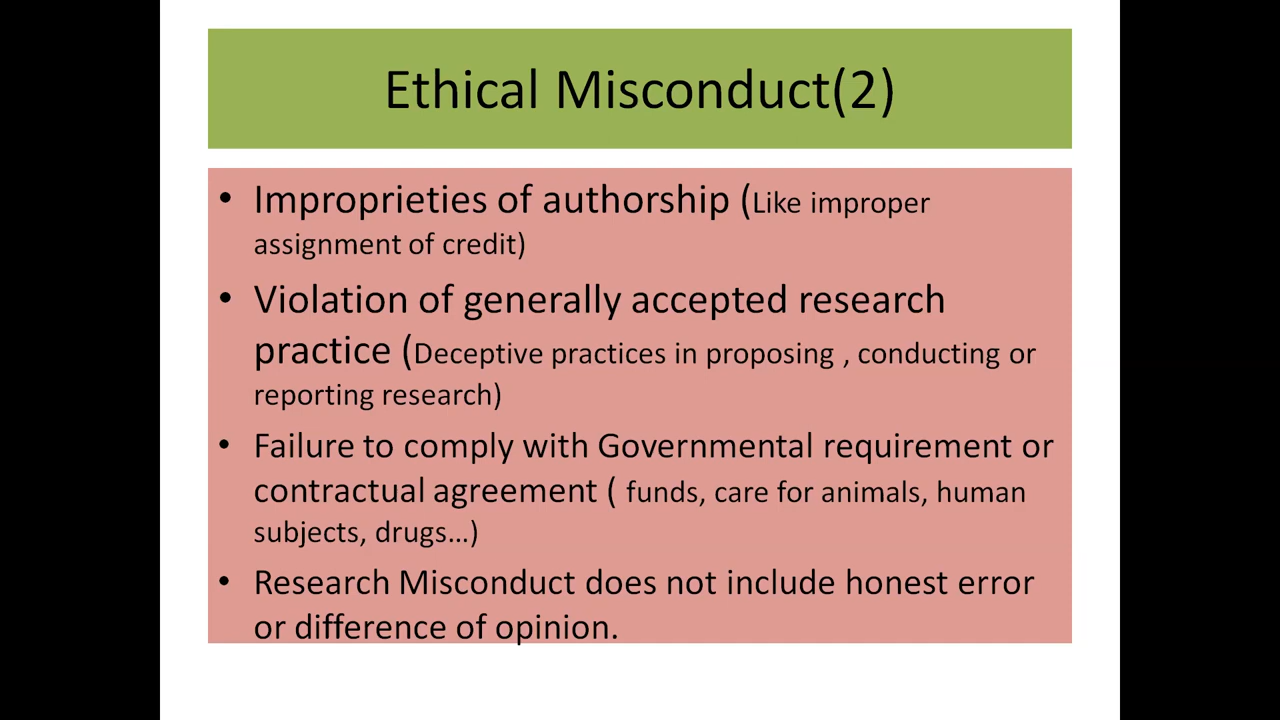 Ethical Misconduct(2)
• Improprieties of authorship (Like improper
assignment of credit)
• Violation of generally accepted research
practice (Deceptive practices in proposing , conducting or
reporting research)
• Failure to comply with Governmental requirement or
contractual agreement ( funds, care for animals, human
subjects, drugs…)
• Research Misconduct does not include honest error
or difference of opinion.